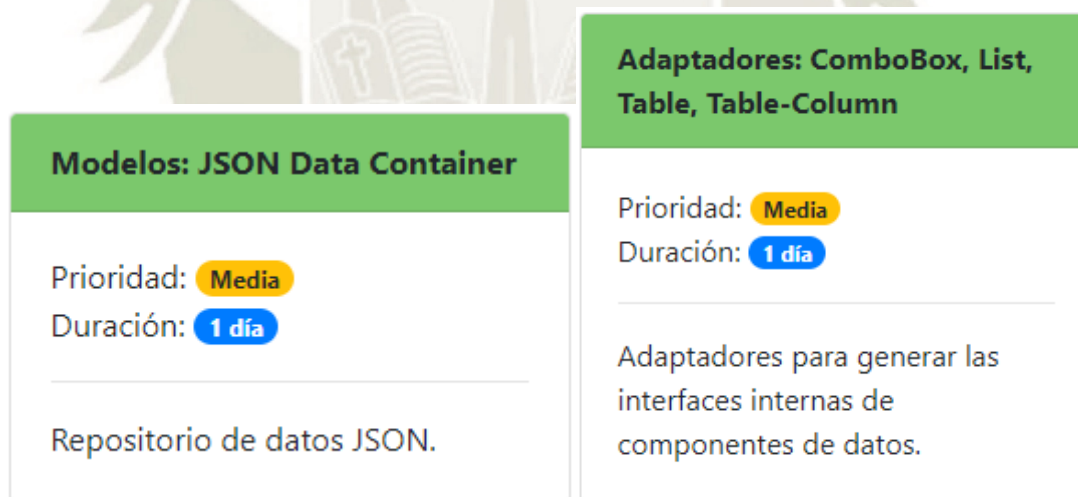 Modelos: JSON Data Container
Prioridad: Media
Duración: 1 día
Repositorio de datos JSON.
Adaptadores: ComboBox, List,
Table, Table-Column
Prioridad: Media
Duración: 1 día
Adaptadores para generar las
interfaces internas de
componentes de datos.